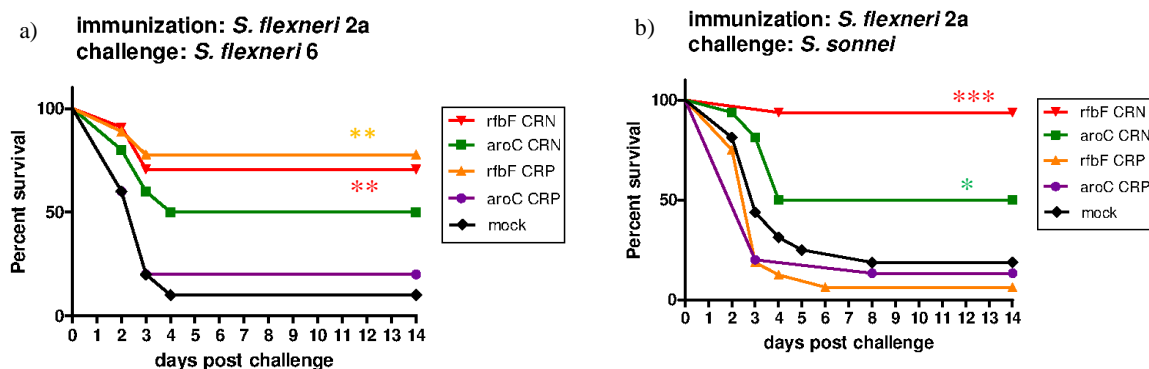 a)
immunization: S. flexneri 2a
challenge: S. flexneri 6
Percent survival
100
50
0
0 1 2 3 4 5 6 7 8 9 10 11 12 13 14
days post challenge
**
**
rfbF CRN
aroC CRN
rfbF CRP
aroC CRP
mock
b)
immunization: S. flexneri 2a
challenge: S. sonnei
Percent survival
100
50
0
0 1 2 3 4 5 6 7 8 9 10 11 12 13 14
days post challenge
***
*
rfbF CRN
aroC CRN
rfbF CRP
aroC CRP
mock